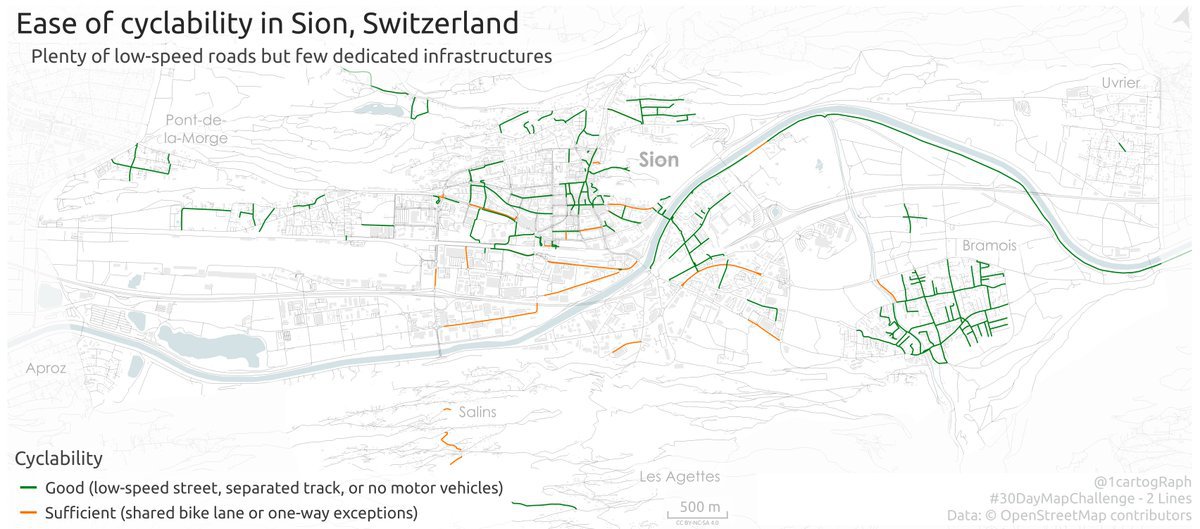 Ease of cyclability in Sion, Switzerland
Plenty of low-speed roads but few dedicated infrastructures
Uvrier
Pont-de-
la-Morge
Sion
Bramois
Aproz
Salins
Les Agettes
Cyclability
Good (low-speed street, separated track, or no motor vehicles)
Sufficient (shared bike lane or one-way exceptions)
500 m
CC BY-NC-SA 4.0
@1cartogRaph
#30DayMapChallenge - 2 Lines
Data: © OpenStreetMap contributors